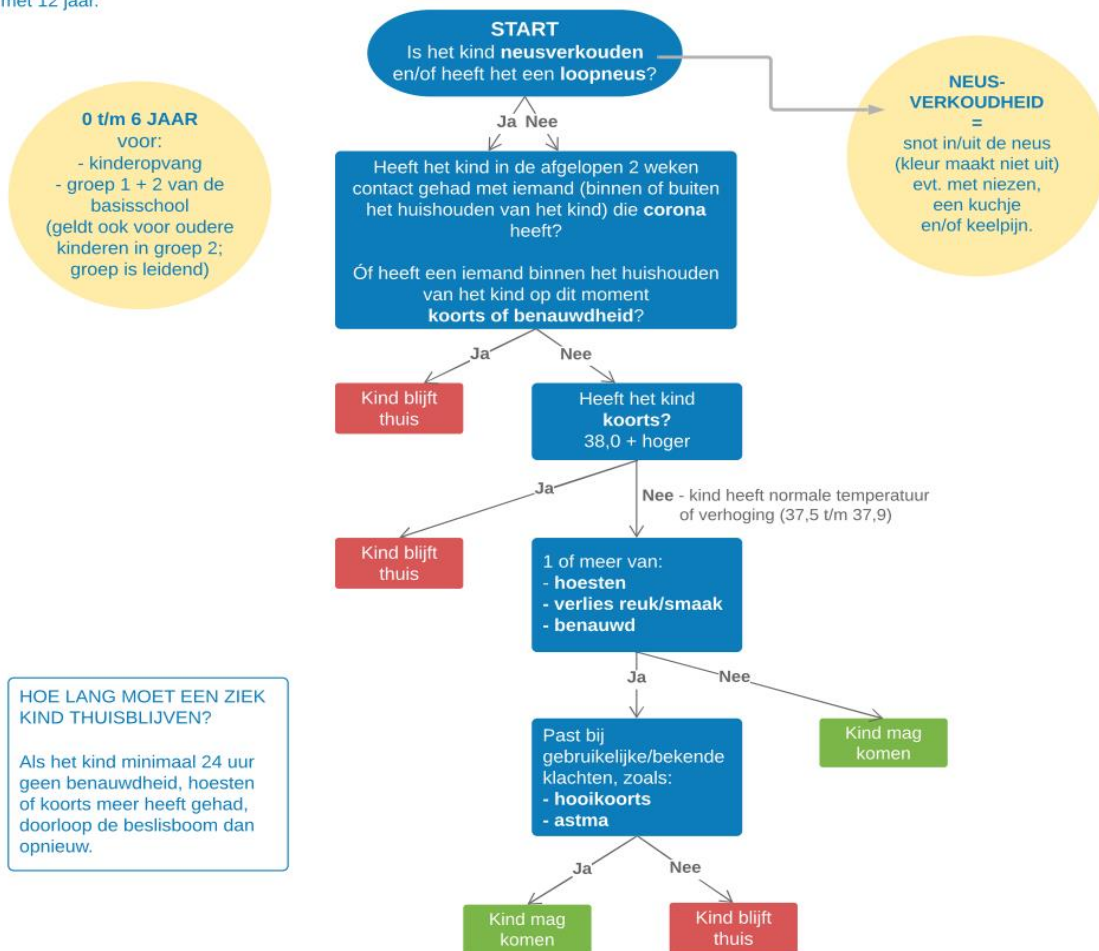 met 12 jaar.
START
Is het kind neusverkouden
en/of heeft het een loopneus?
NEUS-
VERKOUDHEID
=
snot in/uit de neus
(kleur maakt niet uit)
evt. met niezen,
een kuchje
en/of keelpijn.
0 t/m 6 JAAR
voor:
- kinderopvang
- groep 1 + 2 van de
basisschool
(geldt ook voor oudere
kinderen in groep 2;
groep is leidend)
Ja Nee
Heeft het kind in de afgelopen 2 weken
contact gehad met iemand (binnen of buiten
het huishouden van het kind) die corona
heeft?
Óf heeft een iemand binnen het huishouden
van het kind op dit moment
koorts of benauwdheid?
Ja
Nee
Kind blijft
thuis
Heeft het kind
koorts?
38,0 + hoger
Ja
Nee - kind heeft normale temperatuur
of verhoging (37,5 t/m 37,9)
Kind blijft
thuis
1 of meer van:
- hoesten
- verlies reuk/smaak
- benauwd
Ja
Nee
Kind mag
komen
Past bij
gebruikelijke/bekende
klachten, zoals:
- hooikoorts
- astma
Ja
Nee
Kind mag
komen
Kind blijft
thuis
HOE LANG MOET EEN ZIEK
KIND THUISBLIJVEN?
Als het kind minimaal 24 uur
geen benauwdheid, hoesten
of koorts meer heeft gehad,
doorloop de beslisboom dan
opnieuw.